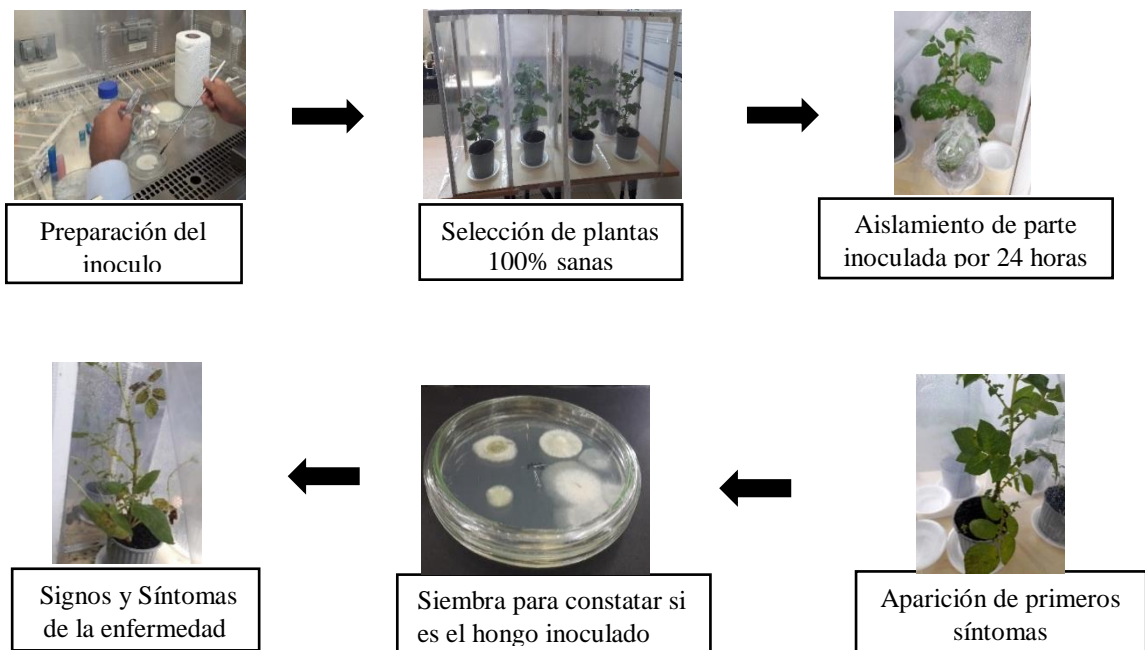 Preparación del
inoculo
Selección de plantas
100% sanas
Aislamiento de parte
inoculada por 24 horas
Aparición de primeros
síntomas
Siembra para constatar si
es el hongo inoculado
Signos y Síntomas
de la enfermedad